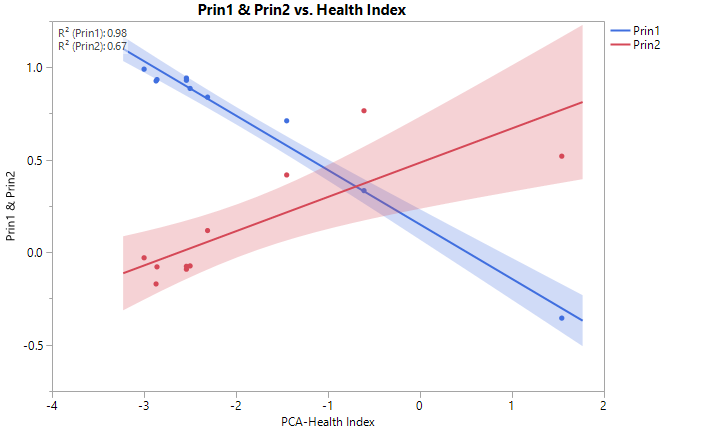 Prin1 & Prin2 vs. Health Index
R² (Prin1): 0.98
R² (Prin2): 0.67
Prin1
Prin2
1.0
0.5
0.0
-0.5
Prin1 & Prin2
-4 -3 -2 -1 0 1 2
PCA-Health Index